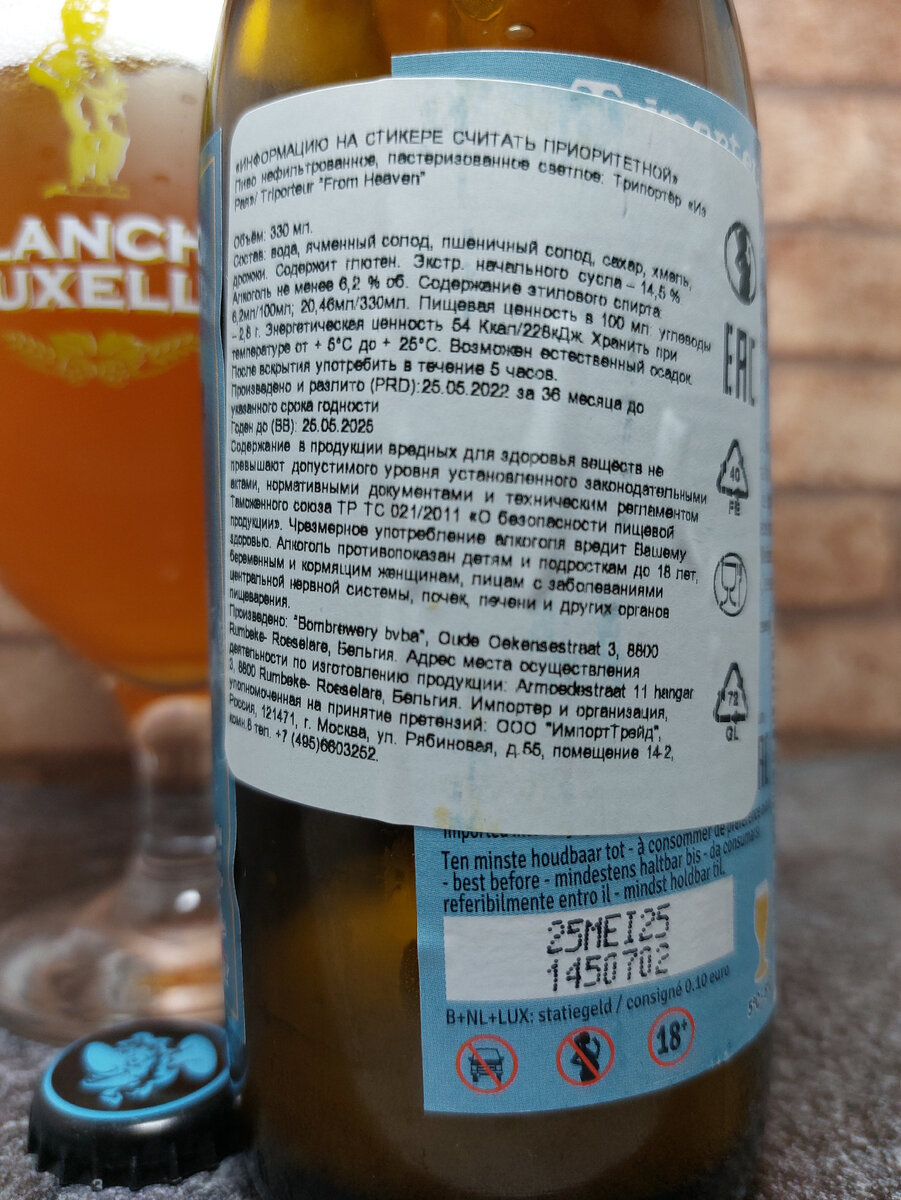 LANCH
UXELL
Triporte
«ИНФОРМАЦИЮ НА СТИКЕРЕ СЧИТАТЬ ПРИОРИТЕТНОЙ»
Пиво нефильтрованное, пастеризованное светлое: Трипортёр «Из
Рая»/ Triporteur "From Heaven"
Объём: 330 мл.
Состав: вода, ячменный солод, пшеничный солод, сахар, хмель,
дрожжи. Содержит глютен. Экстр. начального сусла – 14,5 %
Алкоголь не менее 6,2 % об. Содержание этилового спирта:
6,2мл/100мл; 20,46мл/330мл. Пищевая ценность в 100 мл: углеводы
– 2,8 г. Энергетическая ценность 54 Ккал/228кДж. Хранить при
температуре от + 5°С до + 25°С. Возможен естественный осадок.
После вскрытия употребить в течение 5 часов.
Произведено и разлито (PRD):25.05.2022 за 36 месяца до
указанного срока годности
Годен до (BB): 25.05.2025
Содержание в продукции вредных для здоровья веществ не
превышают допустимого уровня установленного законодательными
актами, нормативными документами и техническим регламентом
Таможенного союза ТР ТС 021/2011 «О безопасности пищевой
продукции». Чрезмерное употребление алкоголя вредит Вашему
здоровью. Алкоголь противопоказан детям и подросткам до 18 лет,
беременным и кормящим женщинам, лицам с заболеваниями
центральной нервной системы, почек, печени и других органов
пищеварения.
Произведено: "Bombrewery bvba", Oude Oekensestraat 3, 8800
Rumbeke- Roeselare, Бельгия. Адрес места осуществления
деятельности по изготовлению продукции: Armoedestraat 11 hangar
3, 8800 Rumbeke- Roeselare, Бельгия. Импортер и организация,
уполномоченная на принятие претензий: ООО "ИмпортТрейд",
Россия, 121471, г. Москва, ул. Рябиновая, д.55, помещение 14-2,
комн.6 тел. +7 (495)6603252.
EAC
40
FE
72
GL
Ten minste houdbaar tot - à consommer de préférence
- best before - mindestens haltbar bis - da consumarsi
referibilmente entro il - mindst holdbar til.
25MEI25
1450702
B+NL+LUX: statiegeld / consigné 0.10 euro
18+